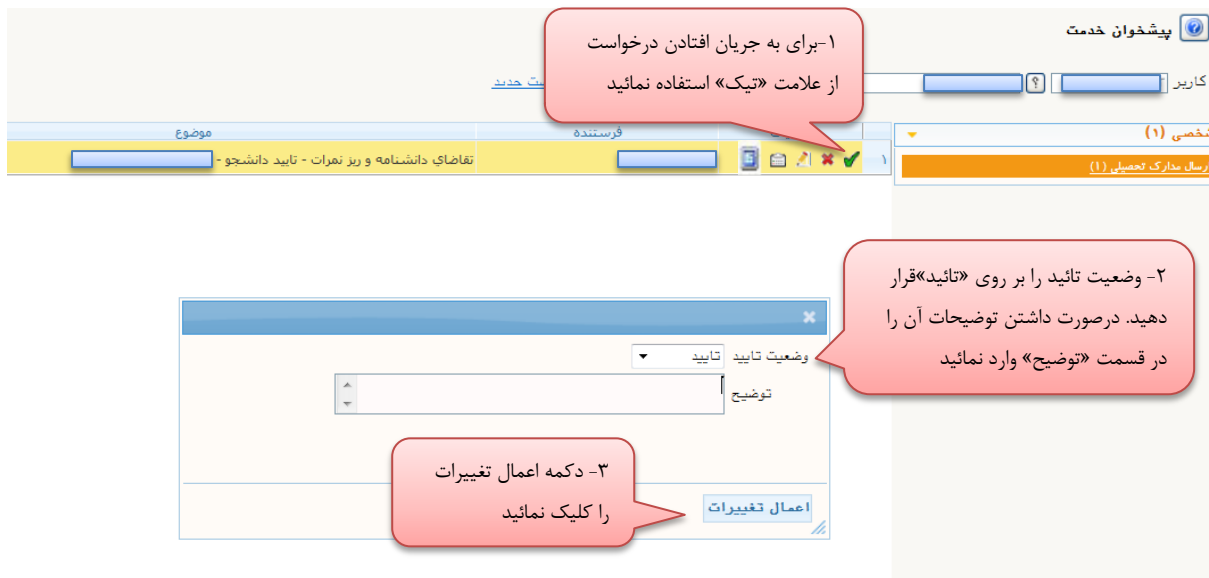 پیشخوان خدمت
۱-برای به جریان افتادن درخواست
از علامت «تیک» استفاده نمائید
کاربر
؟
جدید
شخصی (۱)
ارسال مدارک تحصیلی (۱)
فرستنده
موضوع
۱
تقاضاي دانشنامه و ریز نمرات - تایید دانشجو -
۲- وضعیت تائید را بر روی «تائید»قرار
دهید. درصورت داشتن توضیحات آن را
در قسمت «توضیح» وارد نمائید
وضعیت تایید تایید
توضیح
۳- دکمه اعمال تغییرات
را کلیک نمائید
اعمال تغییرات